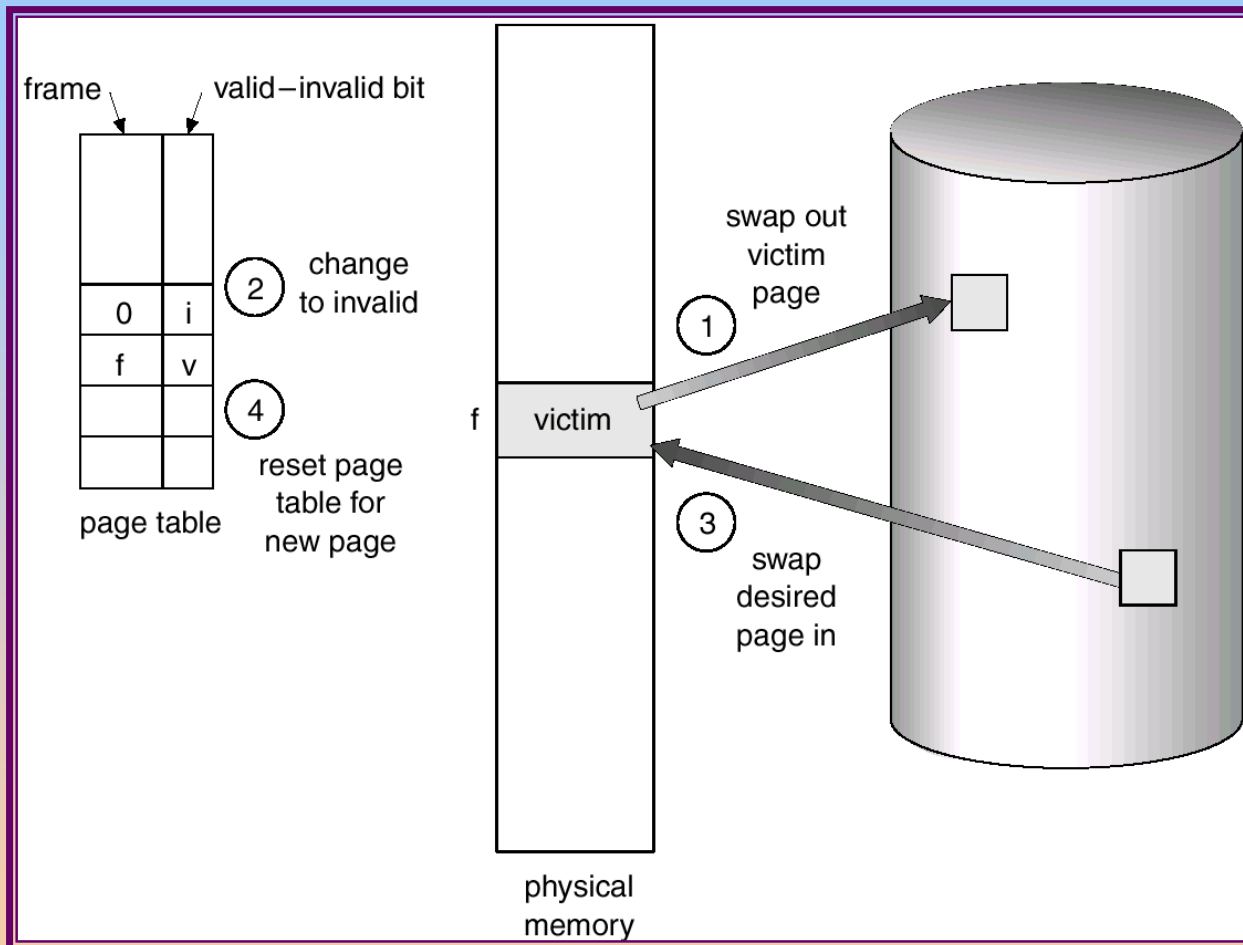 frame
valid–invalid bit
0 i
f v
page table
2
change
to invalid
4
reset page
table for
new page
f
victim
physical
memory
1
swap out
victim
page
3
swap
desired
page in